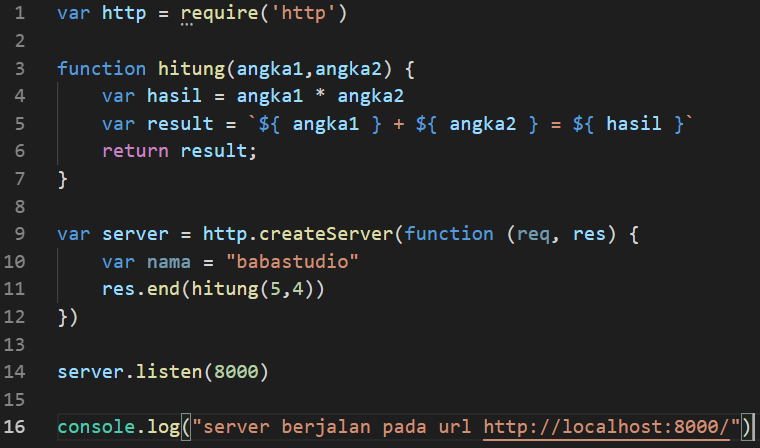 1 var http = require('http')
2
3 function hitung(angka1,angka2) {
4     var hasil = angka1 * angka2
5     var result = `${ angka1 } + ${ angka2 } = ${ hasil }`
6     return result;
7 }
8
9 var server = http.createServer(function (req, res) {
10     var nama = "babastudio"
11     res.end(hitung(5,4))
12 })
13
14 server.listen(8000)
15
16 console.log("server berjalan pada url http://localhost:8000/")